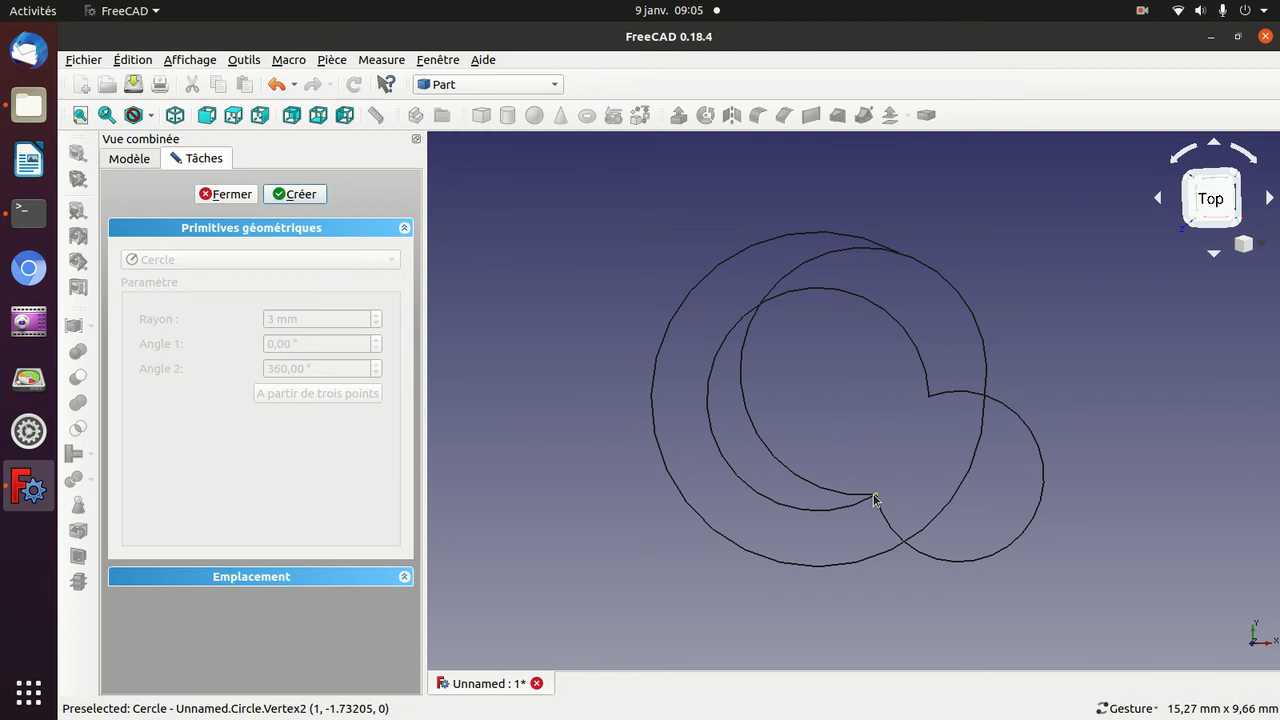 Activités FreeCAD 9 janv. 09:05
FreeCAD 0.18.4
Fichier Édition Affichage Outils Macro Pièce Mesure Fenêtre Aide
Part
Vue combinée
Modèle Tâches
Fermer Créer
Primitives géométriques
Cercle
Paramètre
Rayon : 3 mm
Angle 1: 0,00 °
Angle 2: 360,00 °
A partir de trois points
Emplacement
Top
Z
Y
X
Unnamed : 1*
Preselected: Cercle - Unnamed.Circle.Vertex2 (1, -1.73205, 0) Gesture 15,27 mm x 9,66 mm